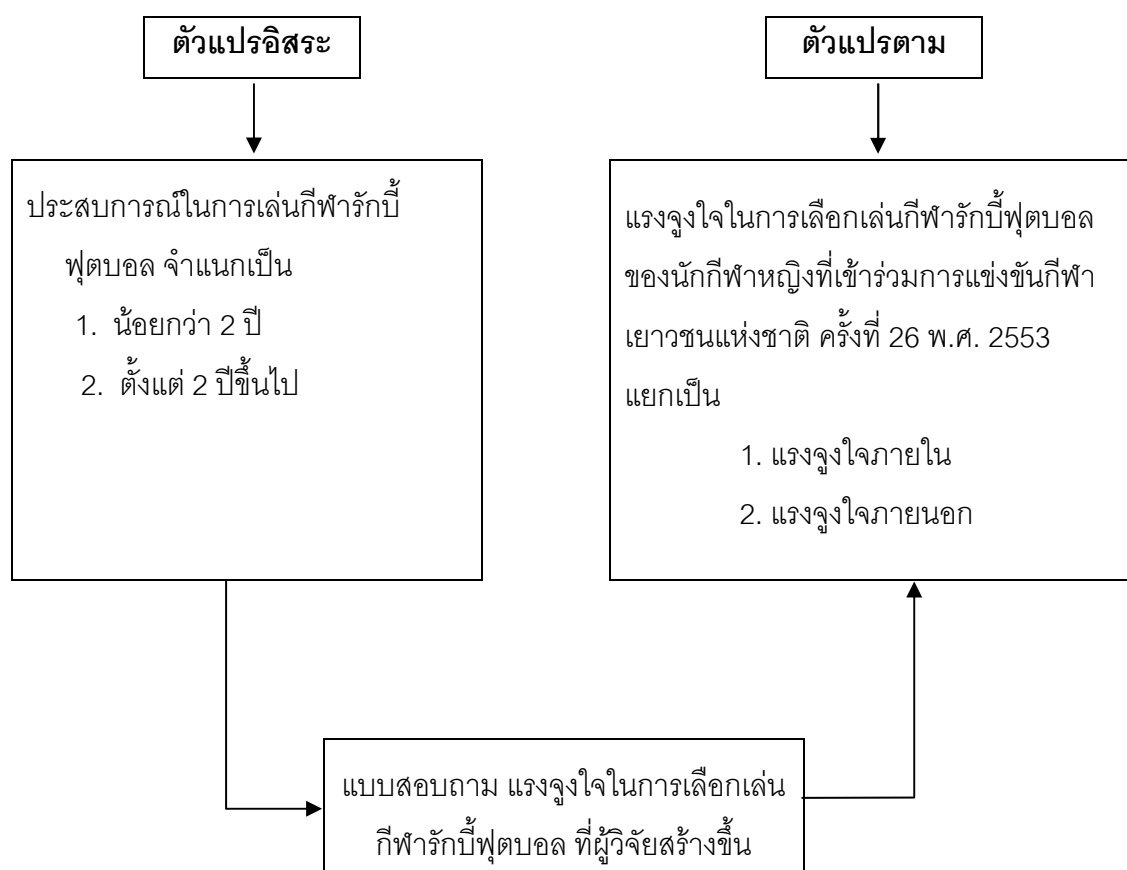 ตัวแปรอิสระ
ตัวแปรตาม
ประสบการณ์ในการเล่นกีฬารักบี้
ฟุตบอล จำแนกเป็น
1. น้อยกว่า 2 ปี
2. ตั้งแต่ 2 ปีขึ้นไป
แรงจูงใจในการเลือกเล่นกีฬารักบี้ฟุตบอล
ของนักกีฬาหญิงที่เข้าร่วมการแข่งขันกีฬา
เยาวชนแห่งชาติ ครั้งที่ 26 พ.ศ. 2553
แยกเป็น
1. แรงจูงใจภายใน
2. แรงจูงใจภายนอก
แบบสอบถาม แรงจูงใจในการเลือกเล่น
กีฬารักบี้ฟุตบอล ที่ผู้วิจัยสร้างขึ้น